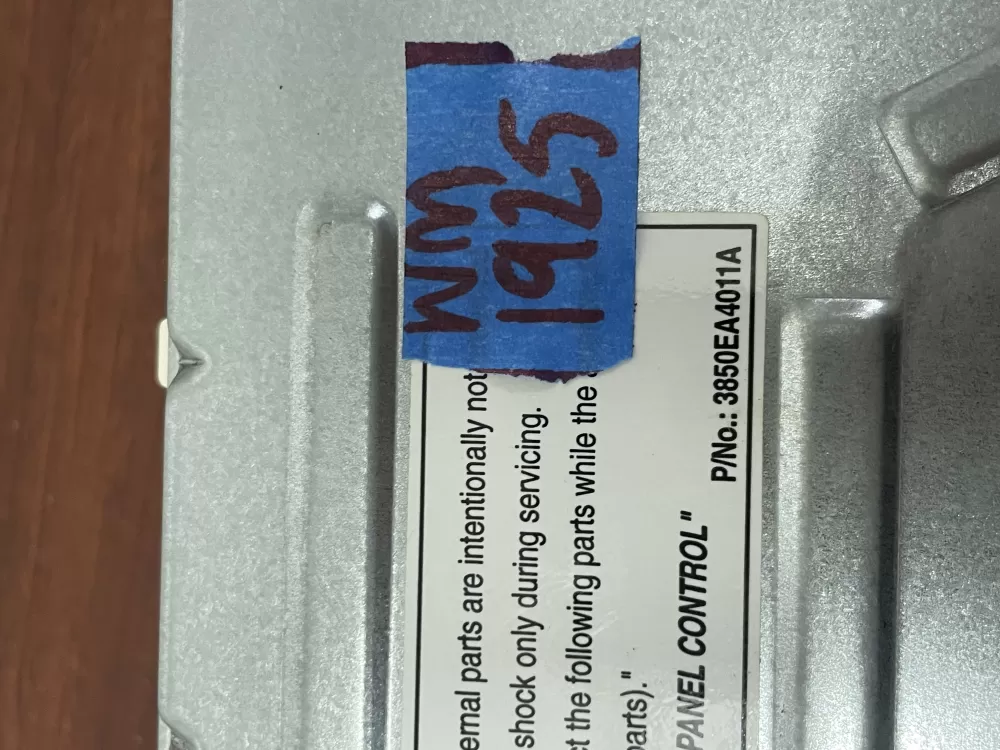 WM
1925
ernal parts are intentionally not
shock only during servicing.
ct the following parts while the
parts)."
PANEL CONTROL"
P/No.: 3850EA4011A